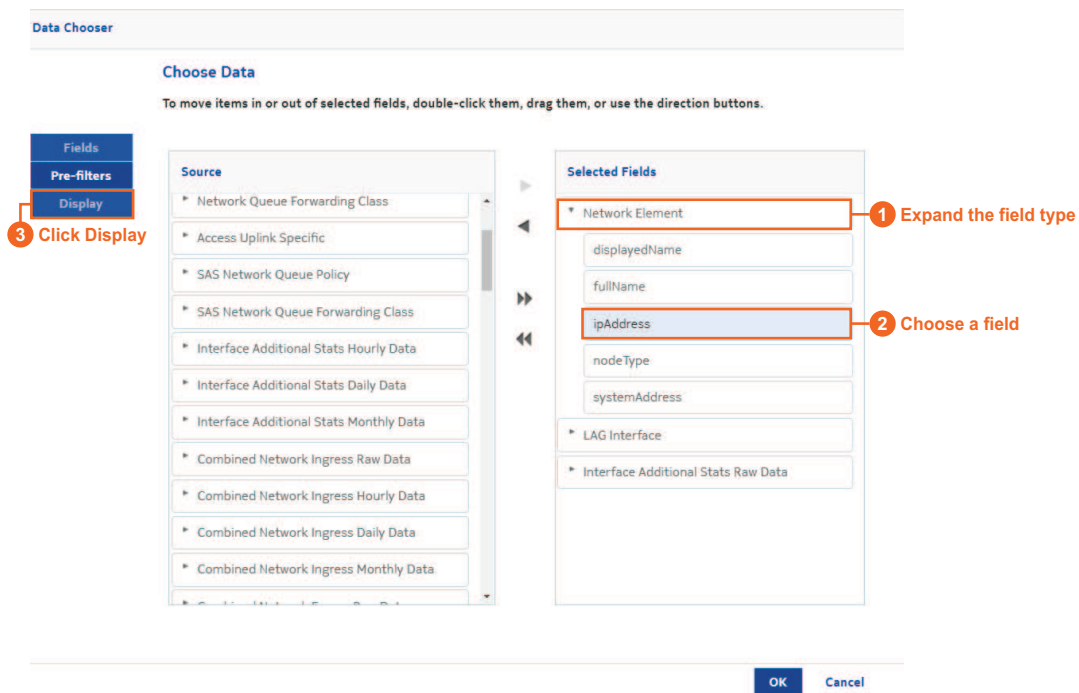 Data Chooser
Choose Data
To move items in or out of selected fields, double-click them, drag them, or use the direction buttons.
Fields
Pre-filters
Display
3 Click Display
Source
Network Queue Forwarding Class
Access Uplink Specific
SAS Network Queue Policy
SAS Network Queue Forwarding Class
Interface Additional Stats Hourly Data
Interface Additional Stats Daily Data
Interface Additional Stats Monthly Data
Combined Network Ingress Raw Data
Combined Network Ingress Hourly Data
Combined Network Ingress Daily Data
Combined Network Ingress Monthly Data
Selected Fields
Network Element
1 Expand the field type
displayedName
fullName
ipAddress
2 Choose a field
nodeType
systemAddress
LAG Interface
Interface Additional Stats Raw Data
OK
Cancel